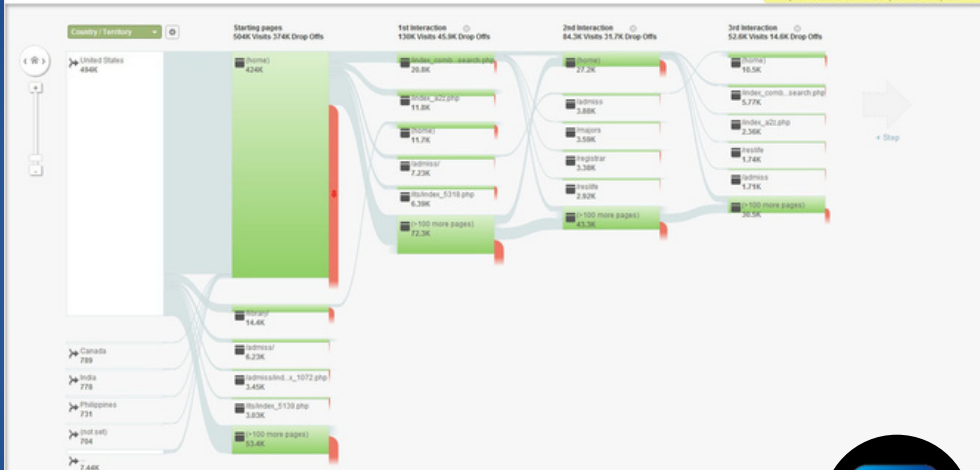 Country / Territory
Starting pages
504K Visits 374K Drop Offs
1st Interaction
130K Visits 45.9K Drop Offs
2nd Interaction
84.3K Visits 31.7K Drop Offs
3rd Interaction
52.6K Visits 14.6K Drop Offs
United States
494K
Canada
789
India
778
Philippines
731
(not set)
704
...
7.44K
(home)
424K
/library/
14.4K
/admiss/
6.23K
/admiss/ind...x_1072.php
3.45K
/its/index_5139.php
3.03K
(>100 more pages)
53.4K
/index_comb...search.php
20.8K
/index_a2z.php
11.8K
(home)
11.7K
/admiss/
7.23K
/its/index_5318.php
6.39K
(>100 more pages)
72.3K
(home)
27.2K
/admiss
3.88K
/majors
3.59K
/registrar
3.38K
/reslife
2.92K
(>100 more pages)
43.3K
(home)
10.5K
/index_comb...search.php
5.77K
/index_a2z.php
2.36K
/reslife
1.74K
/admiss
1.71K
(>100 more pages)
30.5K
+ Step